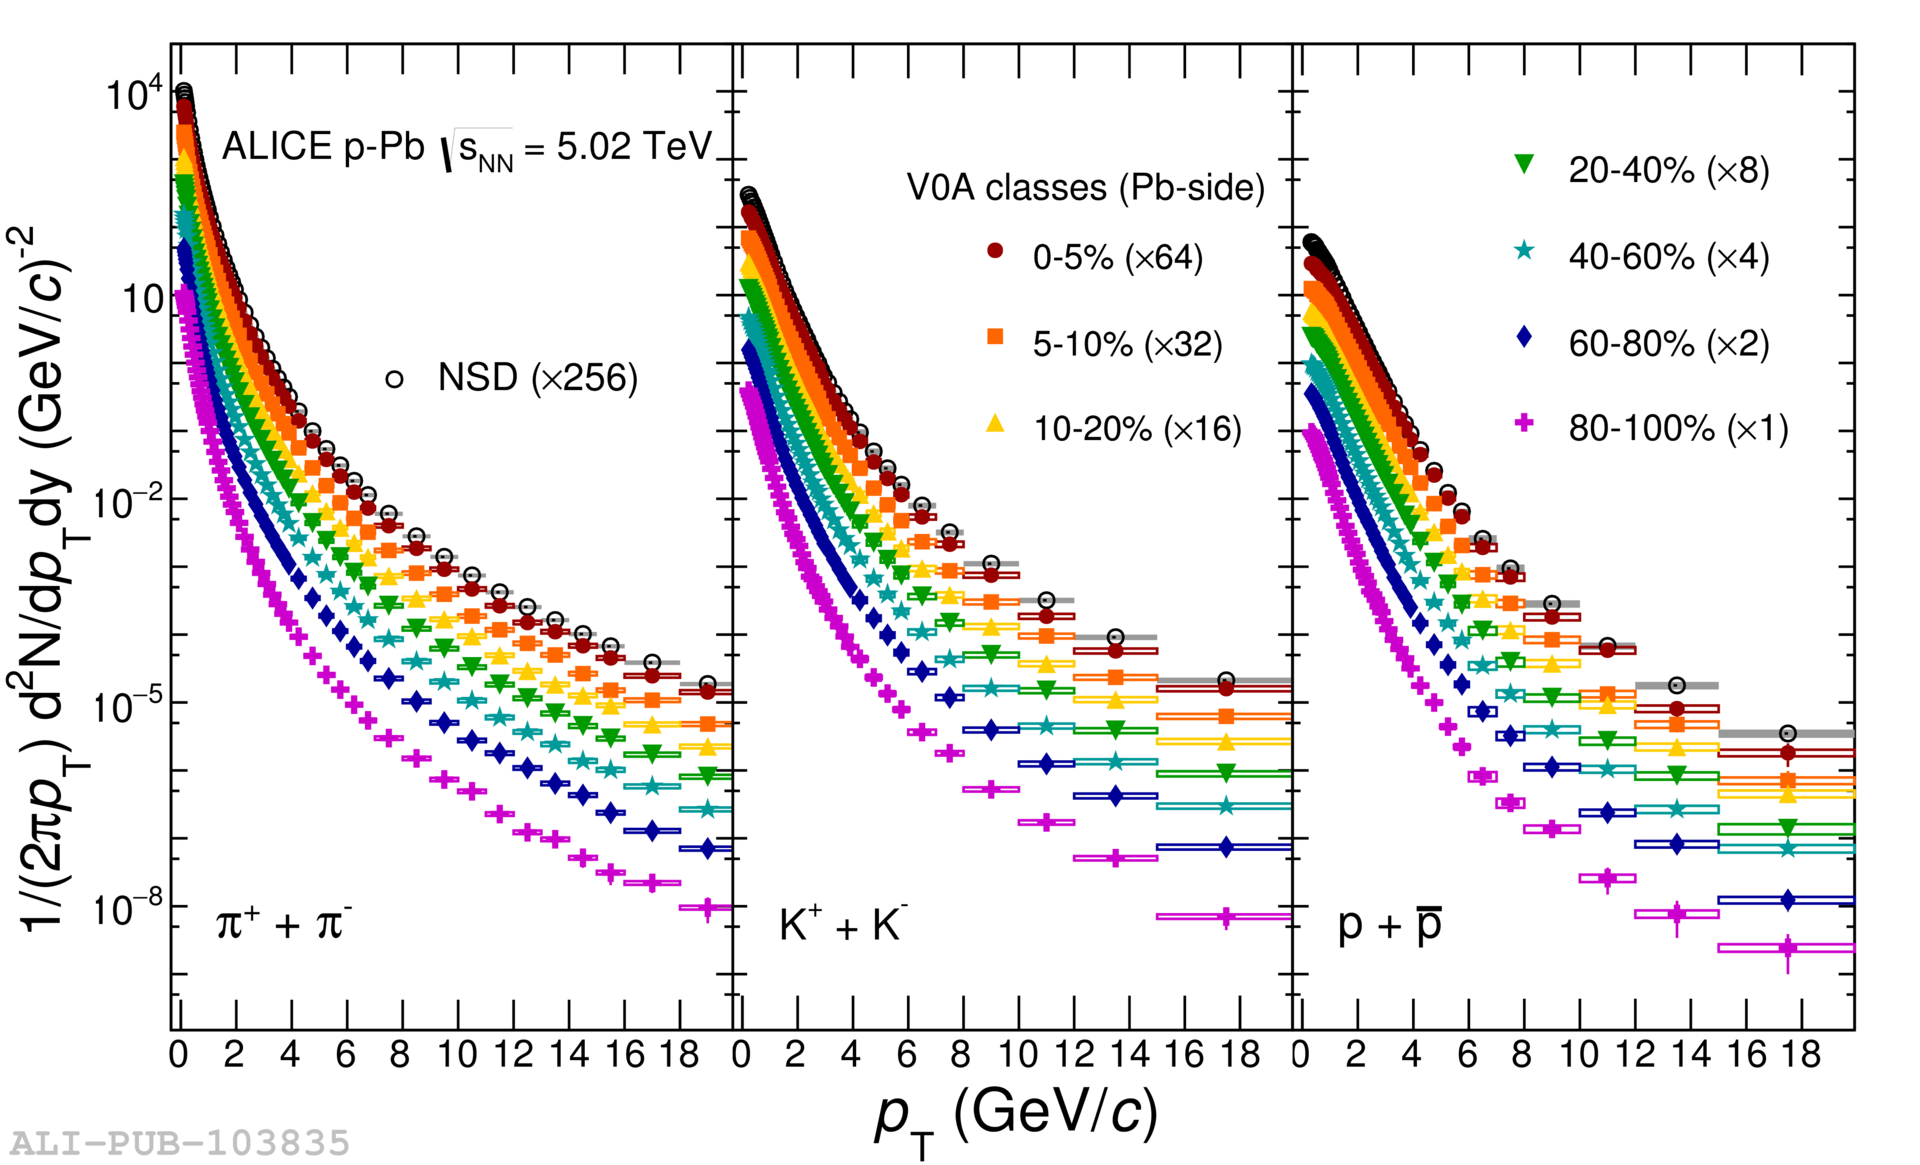 1/(2πp_T) d²N/dp_Tdy (GeV/c)⁻²
10⁴
10
10⁻²
10⁻⁵
10⁻⁸
ALICE p-Pb √s_NN = 5.02 TeV
NSD (×256)
π⁺ + π⁻
V0A classes (Pb-side)
0-5% (×64)
5-10% (×32)
10-20% (×16)
K⁺ + K⁻
20-40% (×8)
40-60% (×4)
60-80% (×2)
80-100% (×1)
p + p̅
0 2 4 6 8 10 12 14 16 18
0 2 4 6 8 10 12 14 16 18
0 2 4 6 8 10 12 14 16 18
p_T (GeV/c)
ALI-PUB-103835